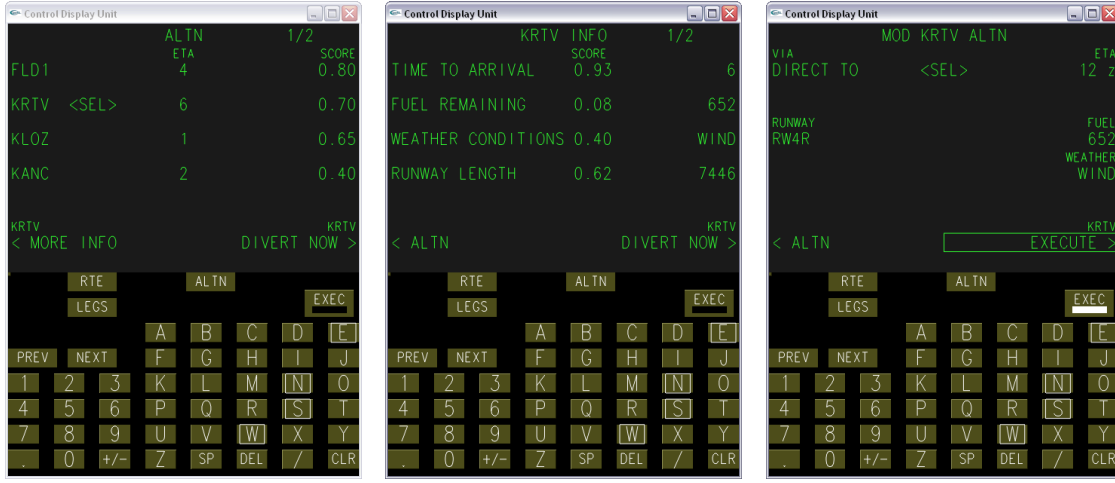 Control Display Unit
ALTN 1/2
ETA SCORE
FLD1 4 0.80
KRTV <SEL> 6 0.70
KLOZ 1 0.65
KANC 2 0.40
KRTV KRTV
< MORE INFO DIVERT NOW >
RTE ALTN
LEGS EXEC
A B C D E
PREV NEXT F G H I J
1 2 3 K L M N O
4 5 6 P Q R S T
7 8 9 U V W X Y
. 0 +/- Z SP DEL / CLR
Control Display Unit
KRTV INFO 1/2
SCORE
TIME TO ARRIVAL 0.93 6
FUEL REMAINING 0.08 652
WEATHER CONDITIONS 0.40 WIND
RUNWAY LENGTH 0.62 7446
KRTV
< ALTN DIVERT NOW >
RTE ALTN
LEGS EXEC
A B C D E
PREV NEXT F G H I J
1 2 3 K L M N O
4 5 6 P Q R S T
7 8 9 U V W X Y
. 0 +/- Z SP DEL / CLR
Control Display Unit
MOD KRTV ALTN
VIA ETA
DIRECT TO <SEL> 12 z
RUNWAY FUEL
RW4R 652
WEATHER
WIND
KRTV
< ALTN EXECUTE >
RTE ALTN
LEGS EXEC
A B C D E
PREV NEXT F G H I J
1 2 3 K L M N O
4 5 6 P Q R S T
7 8 9 U V W X Y
. 0 +/- Z SP DEL / CLR